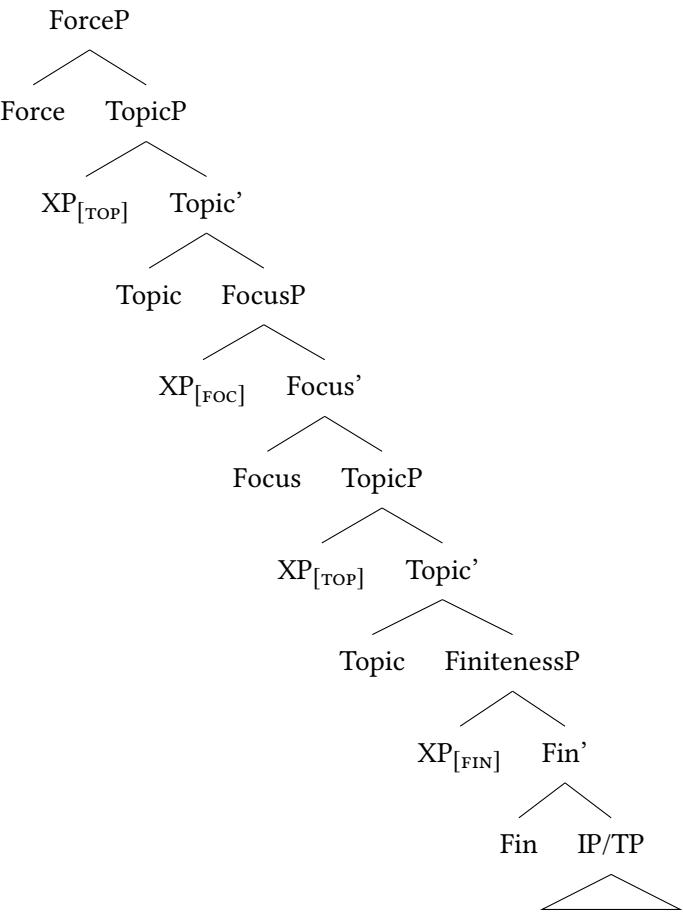 ForceP
Force TopicP
XP[TOP] Topic’
Topic FocusP
XP[FOC] Focus’
Focus TopicP
XP[TOP] Topic’
Topic FinitenessP
XP[FIN] Fin’
Fin IP/TP